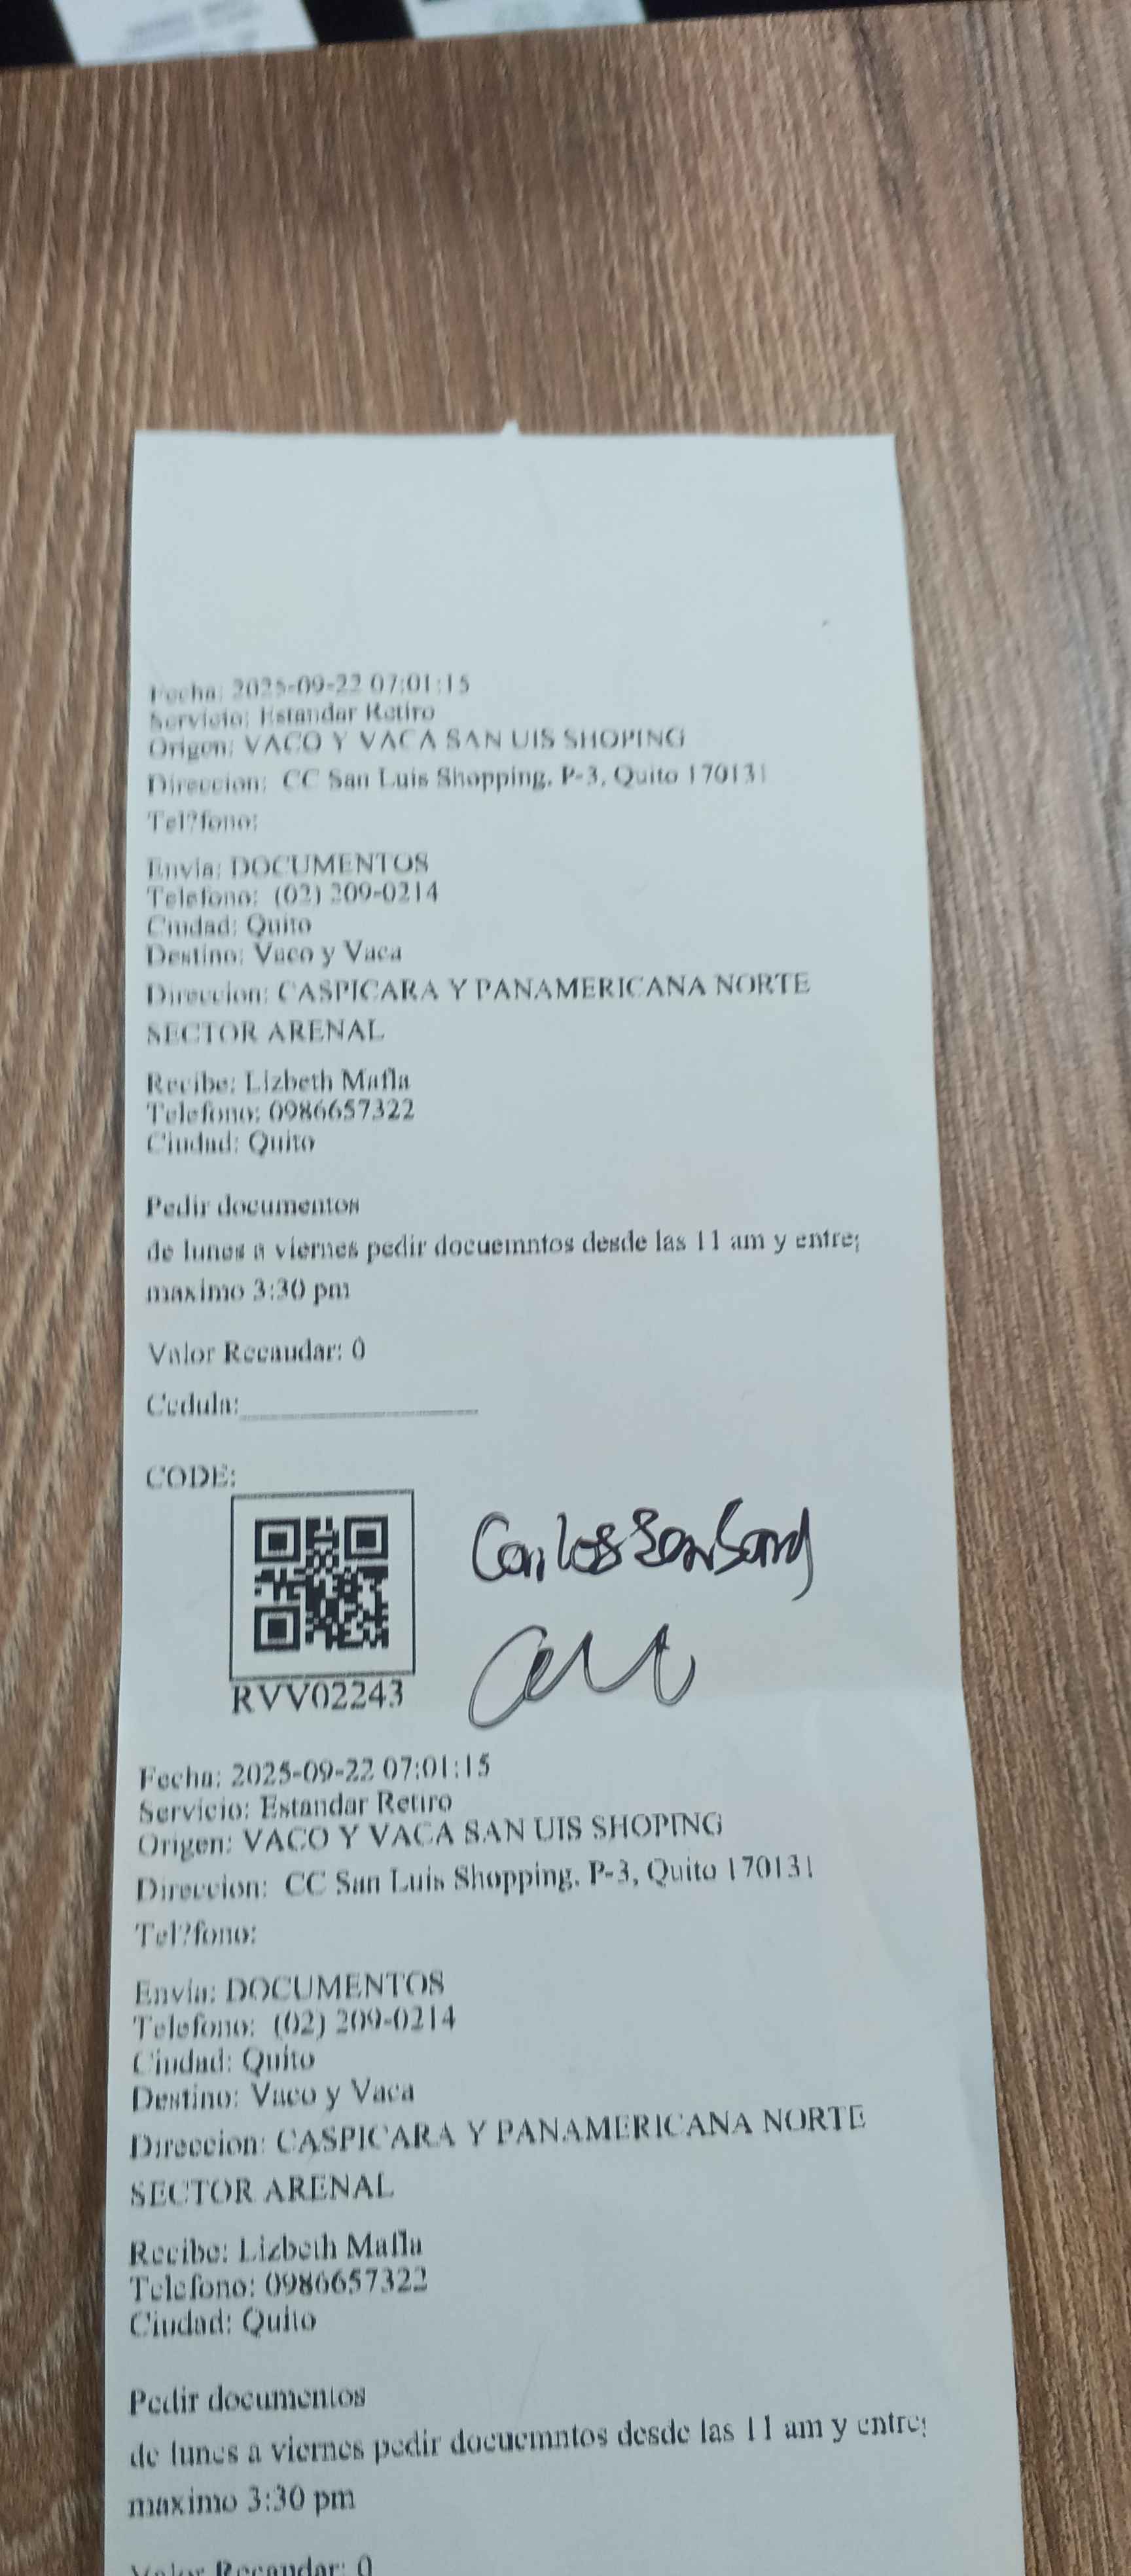 Fecha: 2025-09-22 07:01:15
Servicio: Estandar Retiro
Origen: VACO Y VACA SAN UIS SHOPING
Direccion: CC San Luis Shopping, P-3, Quito 170131
Tel?fono:
Envia: DOCUMENTOS
Telefono: (02) 209-0214
Ciudad: Quito
Destino: Vaco y Vaca
Direccion: CASPICARA Y PANAMERICANA NORTE
SECTOR ARENAL
Recibe: Lizbeth Mafla
Telefono: 0986657322
Ciudad: Quito
Pedir documentos
de lunes a viernes pedir docuemntos desde las 11 am y entre
maximo 3:30 pm
Valor Recaudar: 0
Cedula:
CODE:
Carlos
RVV02243
Fecha: 2025-09-22 07:01:15
Servicio: Estandar Retiro
Origen: VACO Y VACA SAN UIS SHOPING
Direccion: CC San Luis Shopping, P-3, Quito 170131
Tel?fono:
Envia: DOCUMENTOS
Telefono: (02) 209-0214
Ciudad: Quito
Destino: Vaco y Vaca
Direccion: CASPICARA Y PANAMERICANA NORTE
SECTOR ARENAL
Recibe: Lizbeth Mafla
Telefono: 0986657322
Ciudad: Quito
Pedir documentos
de lunes a viernes pedir docuemntos desde las 11 am y entre
maximo 3:30 pm
Valor Recaudar: 0